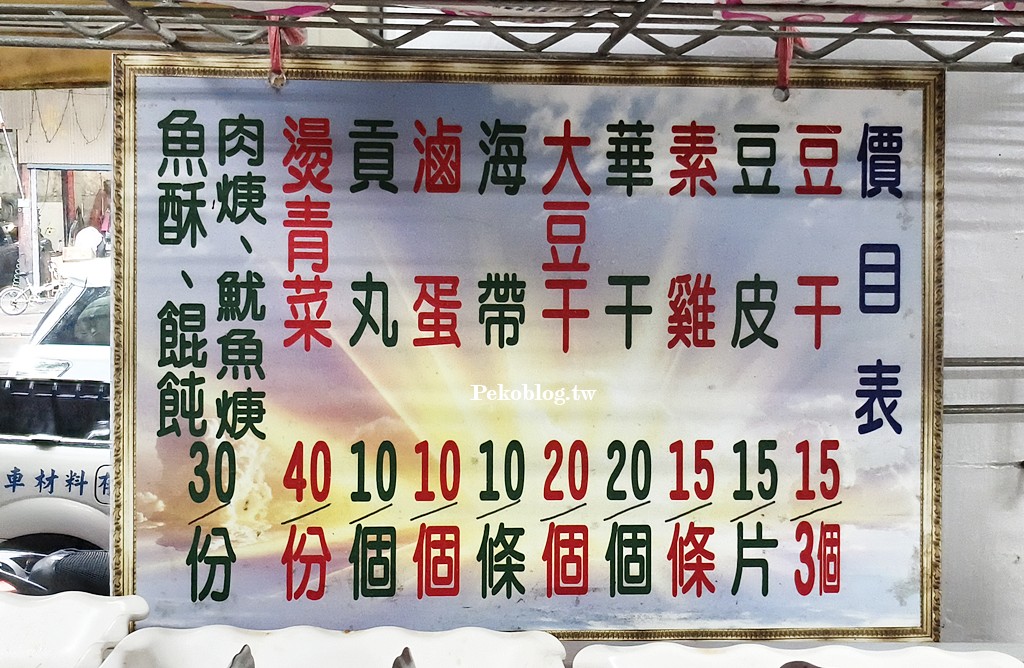 價目表
豆干 15/3個
豆皮 15/片
素雞 15/條
華干 20/個
大豆干 20/個
海帶 10/條
滷蛋 10/個
貢丸 10/個
燙青菜 40/份
肉焿、魷魚焿
魚酥、餛飩 30/份
Pekoblog.tw
車材料